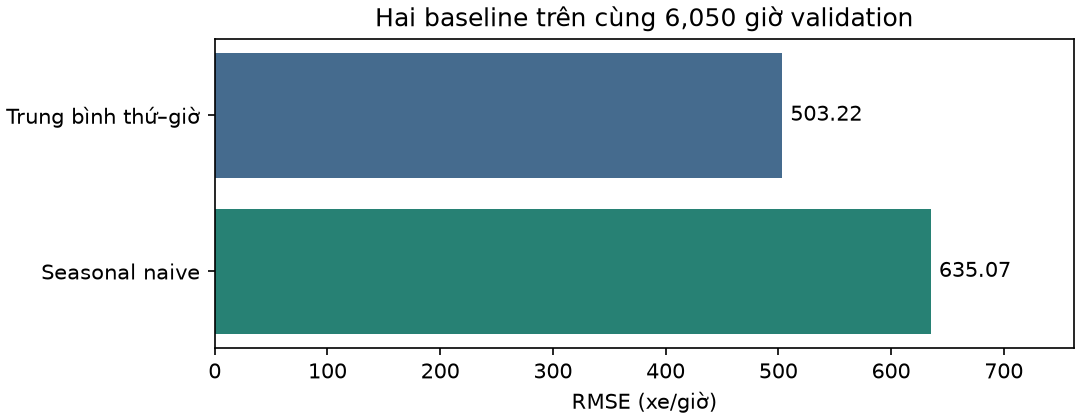 Hai baseline trên cùng 6,050 giờ validation
Trung bình thứ–giờ
503.22
Seasonal naive
635.07
0 100 200 300 400 500 600 700
RMSE (xe/giờ)